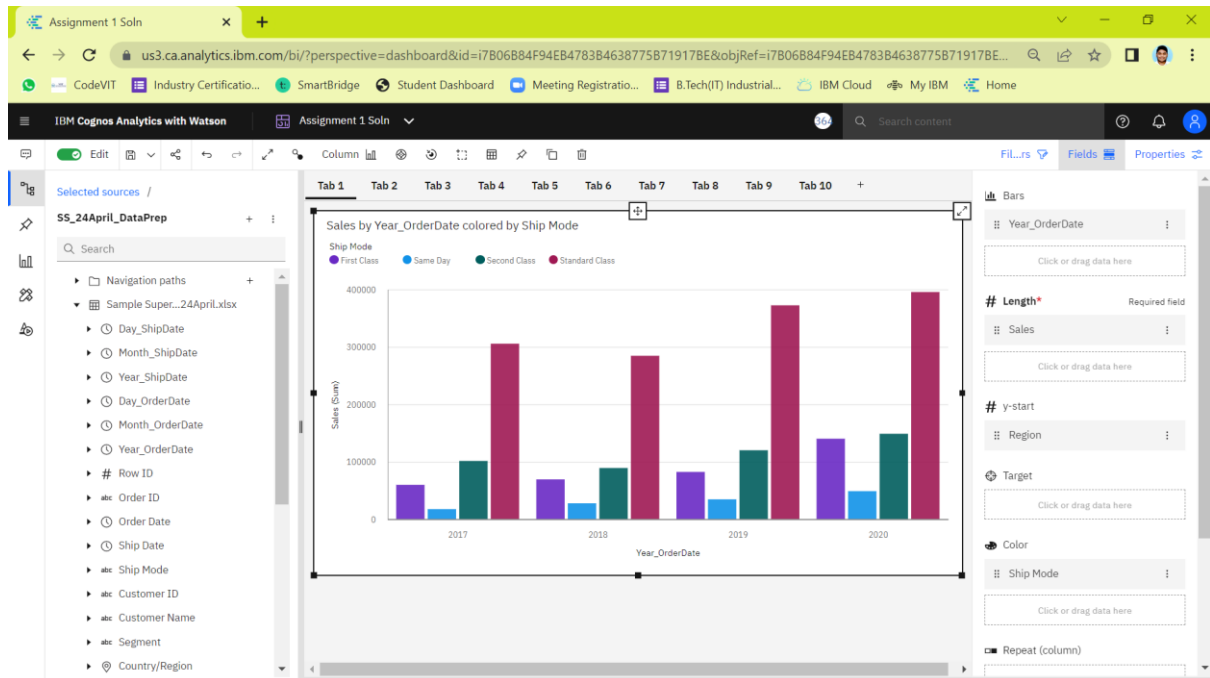 Assignment 1 Soln
us3.ca.analytics.ibm.com/bi/?perspective=dashboard&id=i7B06B84F94EB4783B4638775B71917BE&objRef=i7B06B84F94EB4783B4638775B71917BE...
CodeVIT Industry Certificatio... SmartBridge Student Dashboard Meeting Registratio... B.Tech(IT) Industrial... IBM Cloud My IBM Home
IBM Cognos Analytics with Watson Assignment 1 Soln Search content
Edit Column Fil...rs Fields Properties
Selected sources /
SS_24April_DataPrep
Search
Navigation paths
Sample Super...24April.xlsx
Day_ShipDate
Month_ShipDate
Year_ShipDate
Day_OrderDate
Month_OrderDate
Year_OrderDate
# Row ID
abc Order ID
Order Date
Ship Date
abc Ship Mode
abc Customer ID
abc Customer Name
abc Segment
Country/Region
Tab 1 Tab 2 Tab 3 Tab 4 Tab 5 Tab 6 Tab 7 Tab 8 Tab 9 Tab 10 +
Sales by Year_OrderDate colored by Ship Mode
Ship Mode
First Class Same Day Second Class Standard Class
400000
300000
200000
100000
0
Sales (Sum)
2017 2018 2019 2020
Year_OrderDate
Bars
Year_OrderDate
Click or drag data here
# Length* Required field
Sales
Click or drag data here
# y-start
Region
Target
Click or drag data here
Color
Ship Mode
Click or drag data here
Repeat (column)